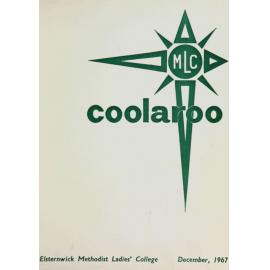 MLC
coolaroo
Elsternwick Methodist Ladies' College December, 1967